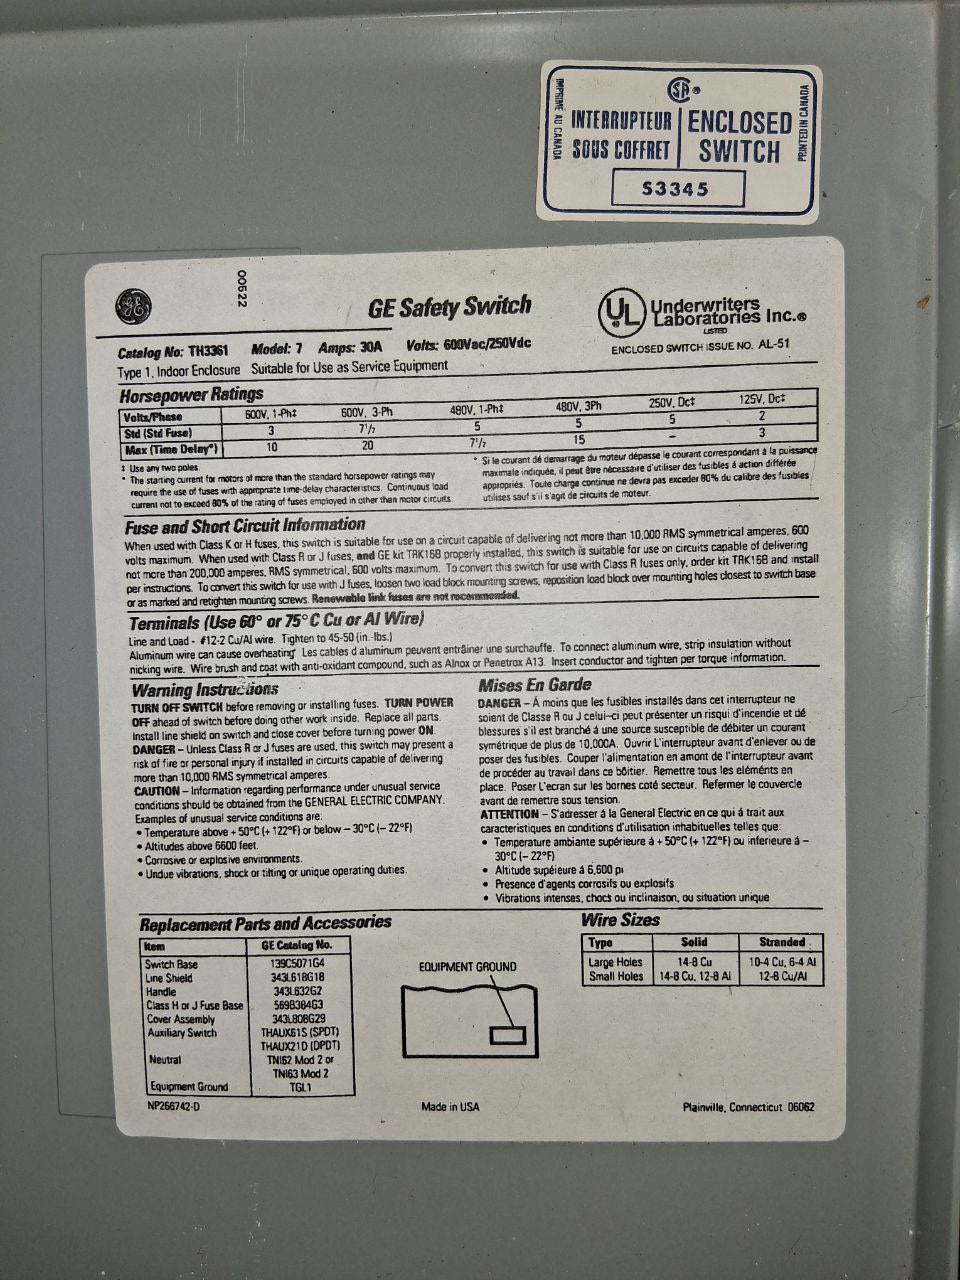 IMPRIMÉ AU CANADA
INTERRUPTEUR
SOUS COFFRET
ENCLOSED
SWITCH
PRINTED IN CANADA
S3345
00522
GE Safety Switch
UL Underwriters
Laboratories Inc.®
LISTED
ENCLOSED SWITCH ISSUE NO. AL-51
Catalog No: TH3361 Model: 7 Amps: 30A Volts: 600Vac/250Vdc
Type 1, Indoor Enclosure Suitable for Use as Service Equipment
Horsepower Ratings
Volts/Phase 600V, 1-Ph‡ 600V, 3-Ph 480V, 1-Ph‡ 480V, 3Ph 250V, Dc‡ 125V, Dc‡
Std (Std Fuse) 3 7 1/2 5 5 5 2
Max (Time Delay*) 10 20 7 1/2 15 – 3
‡ Use any two poles
* The starting current for motors of more than the standard horsepower ratings may
require the use of fuses with appropriate time-delay characteristics. Continuous load
current not to exceed 80% of the rating of fuses employed in other than motor circuits
* Si le courant dé demarrage du moteur dépasse le courant correspondant à la puissance
maximale indiquée, il peut être nécessaire d'utiliser des fusibles à action différée
appropriés. Toute charge continue ne devra pas exceder 80% du calibre des fusibles
utilises sauf s'il s'agit de circuits de moteur.
Fuse and Short Circuit Information
When used with Class K or H fuses, this switch is suitable for use on a circuit capable of delivering not more than 10,000 RMS symmetrical amperes, 600
volts maximum. When used with Class R or J fuses, and GE kit TRK16B properly installed, this switch is suitable for use on circuits capable of delivering
not more than 200,000 amperes, RMS symmetrical, 600 volts maximum. To convert this switch for use with Class R fuses only, order kit TRK15B and install
per instructions. To convert this switch for use with J fuses, loosen two load block mounting screws, reposition load block over mounting holes closest to switch base
or as marked and retighten mounting screws. Renewable link fuses are not recommended.
Terminals (Use 60° or 75°C Cu or Al Wire)
Line and Load - #12-2 Cu/Al wire. Tighten to 45-50 (in.-lbs.)
Aluminum wire can cause overheating Les cables d aluminum peuvent entrâiner une surchauffe. To connect aluminum wire, strip insulation without
nicking wire. Wire brush and coat with anti-oxidant compound, such as Alnox or Penetrox A13. Insert conductor and tighten per torque information.
Warning Instructions
TURN OFF SWITCH before removing or installing fuses. TURN POWER
OFF ahead of switch before doing other work inside. Replace all parts.
Install line shield on switch and close cover before turning power ON.
DANGER – Unless Class R or J fuses are used, this switch may present a
risk of fire or personal injury if installed in circuits capable of delivering
more than 10,000 RMS symmetrical amperes.
CAUTION – Information regarding performance under unusual service
conditions should be obtained from the GENERAL ELECTRIC COMPANY.
Examples of unusual service conditions are:
• Temperature above + 50°C (+ 122°F) or below – 30°C (– 22°F)
• Altitudes above 6600 feet.
• Corrosive or explosive environments.
• Undue vibrations, shock or tilting or unique operating duties.
Mises En Garde
DANGER – À moins que les fusibles installés dans cet interrupteur ne
soient de Classe R ou J celui-ci peut présenter un risqui d'incendie et dé
blessures s'il est branché à une source susceptible de débiter un courant
symétrique de plus de 10,000A. Ouvrir L'interrupteur avant d'enlever ou de
poser des fusibles. Couper l'alimentation en amont de l'interrupteur avant
de procéder au travail dans ce bôitier. Remettre tous les eléménts en
place. Poser L'ecran sur les bornes coté secteur. Refermer le couvercle
avant de remettre sous tension.
ATTENTION – S'adresser à la General Electric en ce qui á trait aux
caracteristiques en conditions d'utilisation inhabituelles telles que:
• Temperature ambiante supérieure á + 50°C (+ 122°F) ou inferieure á –
30°C (– 22°F)
• Altitude supéieure á 6,600 pi
• Presence d'agents corrosifs ou explosifs
• Vibrations intenses, chocs ou inclinaison, ou situation unique
Replacement Parts and Accessories
Item GE Catalog No.
Switch Base 139C5071G4
Line Shield 343L618G18
Handle 343L632G2
Class H or J Fuse Base 569B384G3
Cover Assembly 343L808G29
Auxiliary Switch THAUX61S (SPDT)
THAUX21D (DPDT)
Neutral TNI62 Mod 2 or
TNI63 Mod 2
Equipment Ground TGL1
EQUIPMENT GROUND
Wire Sizes
Type Solid Stranded
Large Holes 14-8 Cu 10-4 Cu, 6-4 Al
Small Holes 14-8 Cu, 12-8 Al 12-8 Cu/Al
NP266742-D
Made in USA
Plainville, Connecticut 06062